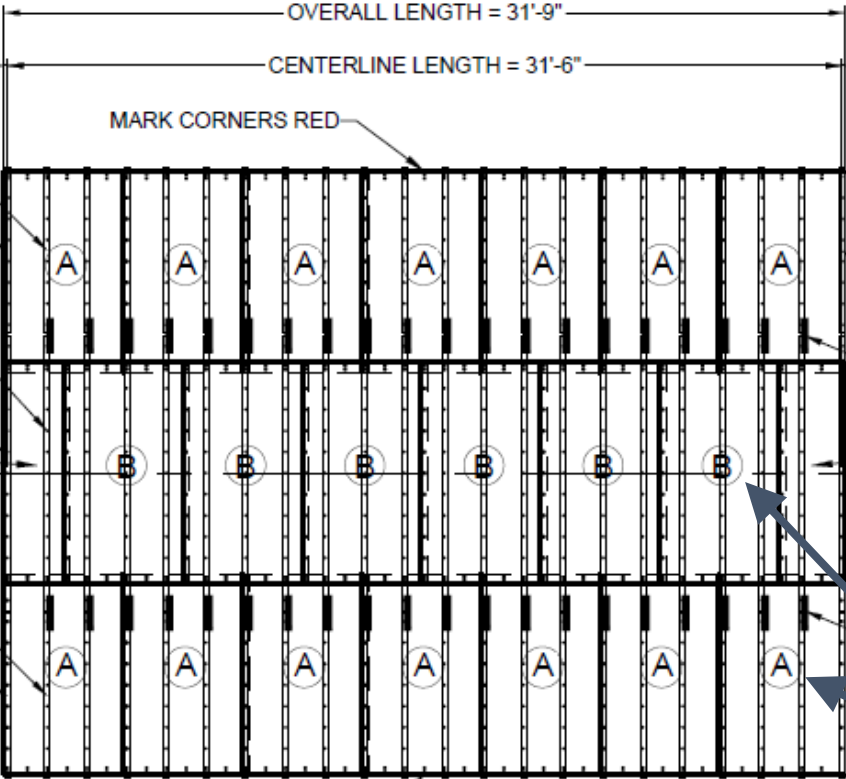 OVERALL LENGTH = 31'-9"
CENTERLINE LENGTH = 31'-6"
MARK CORNERS RED
A A A A A A A
B B B B B B
A A A A A A A